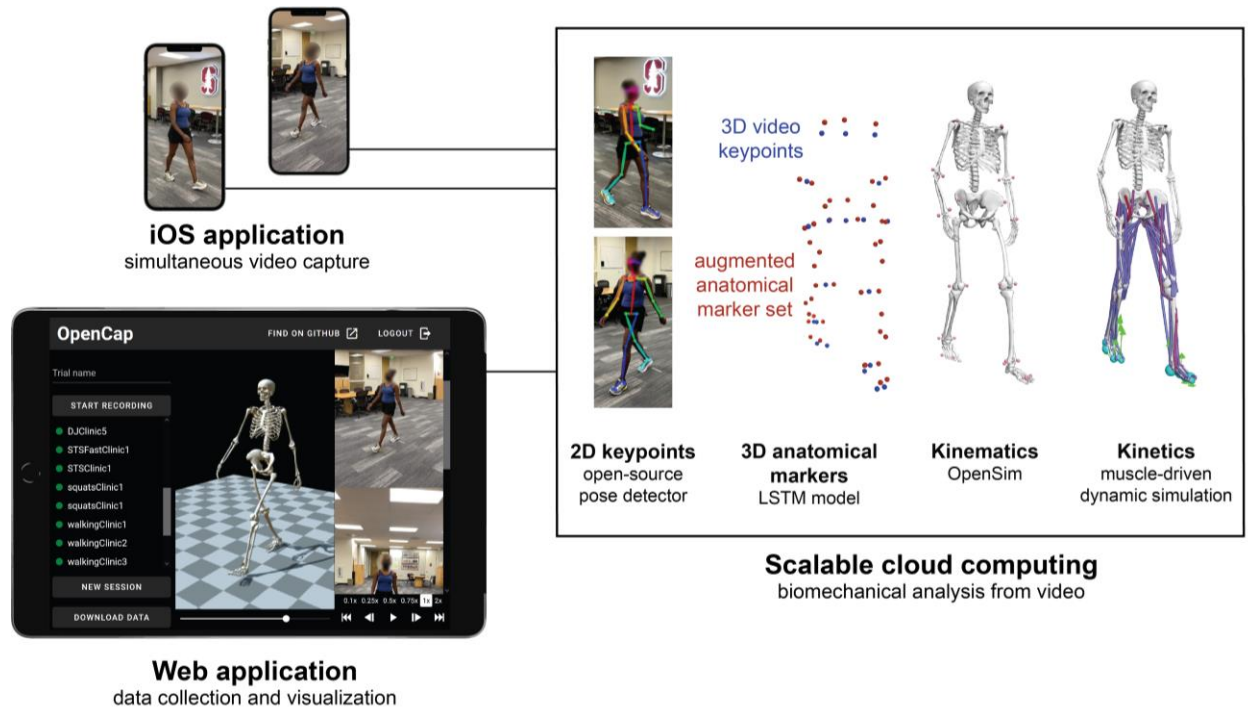 iOS application
simultaneous video capture
OpenCap
FIND ON GITHUB
LOGOUT
Trial name
START RECORDING
DJClinic5
STSFastClinic1
STSClinic1
squatsClinic1
squatsClinic1
walkingClinic1
walkingClinic2
walkingClinic3
NEW SESSION
DOWNLOAD DATA
0.1x 0.25x 0.5x 0.75x 1x 2x
Web application
data collection and visualization
S
S
3D video
keypoints
augmented
anatomical
marker set
2D keypoints
open-source
pose detector
3D anatomical
markers
LSTM model
Kinematics
OpenSim
Kinetics
muscle-driven
dynamic simulation
Scalable cloud computing
biomechanical analysis from video